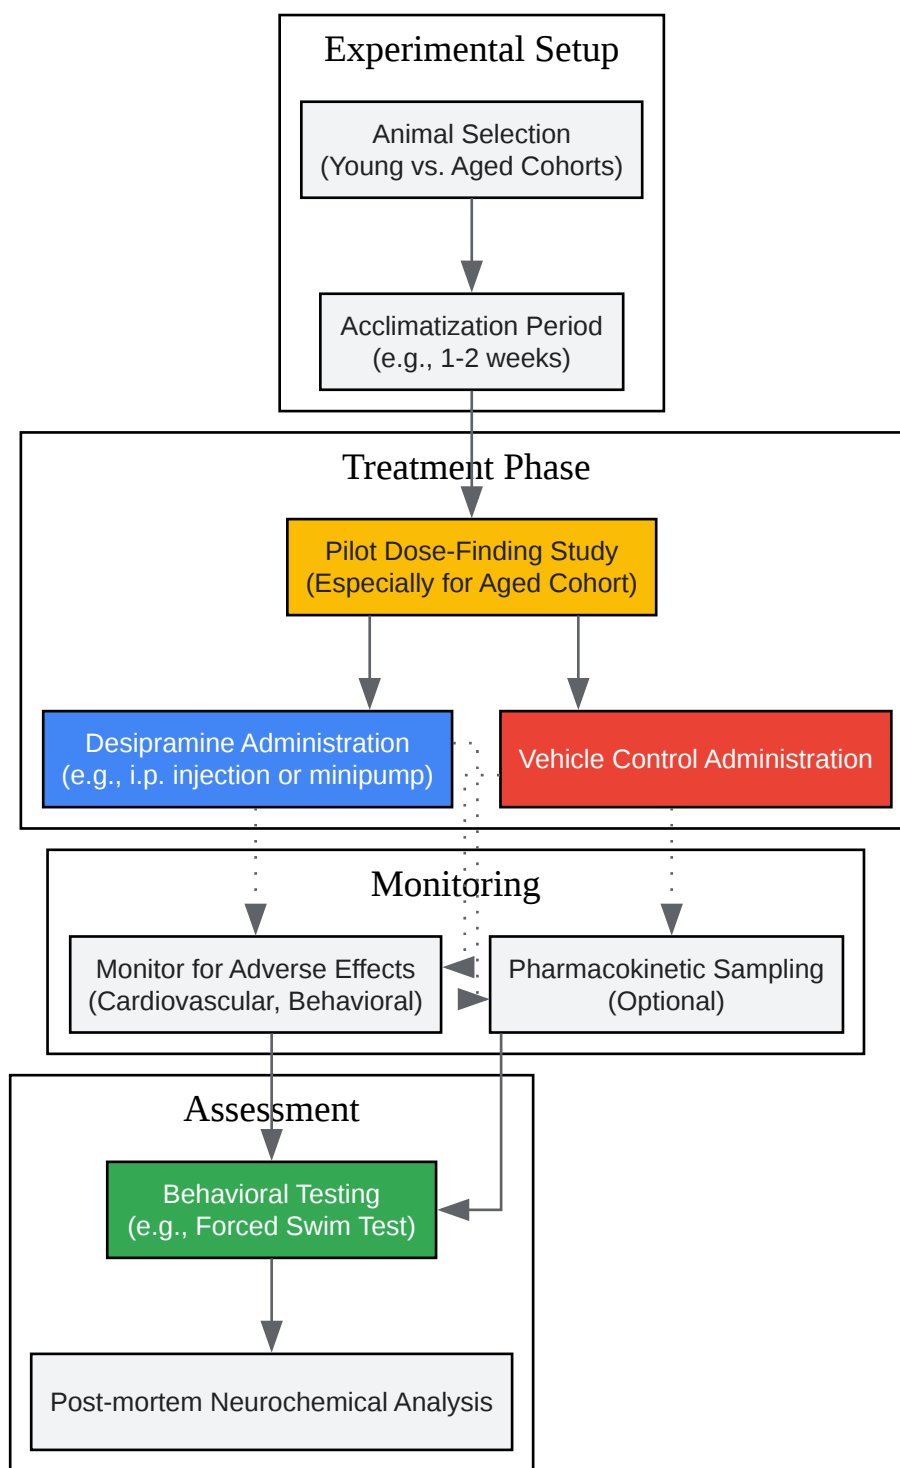 Experimental Setup
Animal Selection
(Young vs. Aged Cohorts)
Acclimatization Period
(e.g., 1-2 weeks)
Treatment Phase
Pilot Dose-Finding Study
(Especially for Aged Cohort)
Desipramine Administration
(e.g., i.p. injection or minipump)
Vehicle Control Administration
Monitoring
Monitor for Adverse Effects
(Cardiovascular, Behavioral)
Pharmacokinetic Sampling
(Optional)
Assessment
Behavioral Testing
(e.g., Forced Swim Test)
Post-mortem Neurochemical Analysis